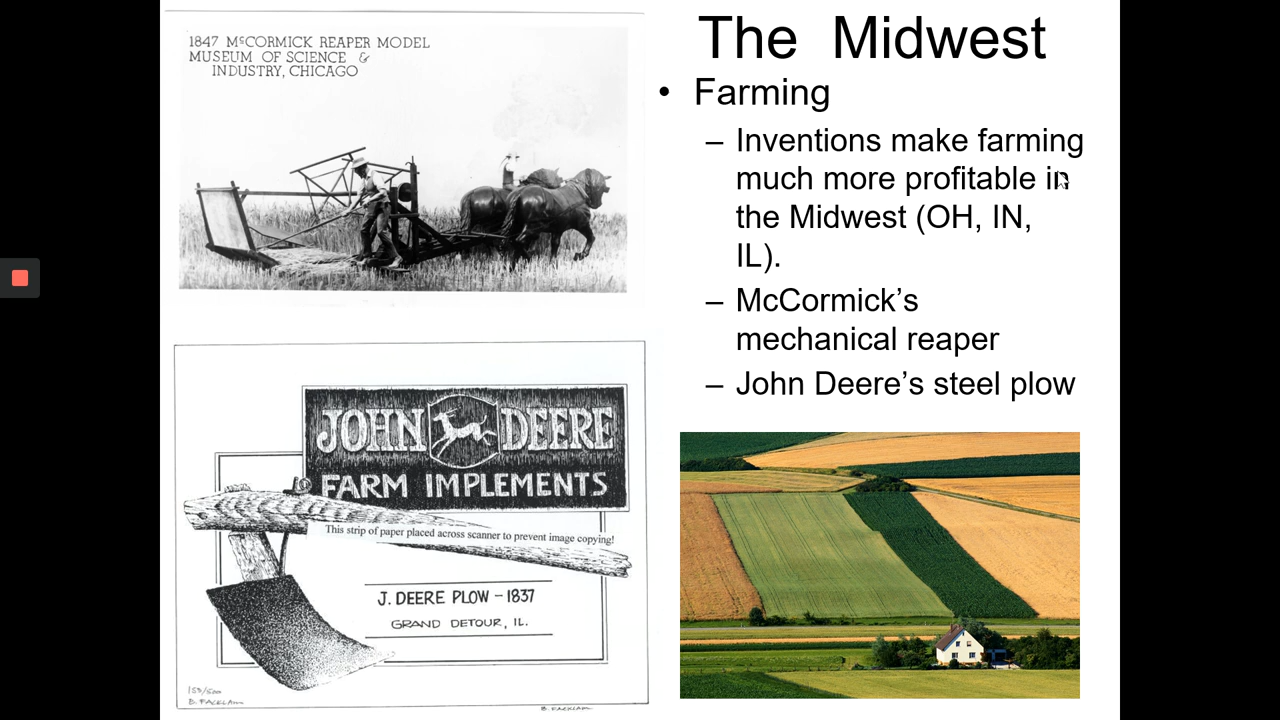 1847 McCORMICK REAPER MODEL
MUSEUM OF SCIENCE &
INDUSTRY, CHICAGO
The Midwest
• Farming
– Inventions make farming
much more profitable in
the Midwest (OH, IN,
IL).
– McCormick’s
mechanical reaper
– John Deere’s steel plow
JOHN DEERE
FARM IMPLEMENTS
This strip of paper placed across scanner to prevent image copying!
J. DEERE PLOW – 1837
GRAND DETOUR, IL.
153/500